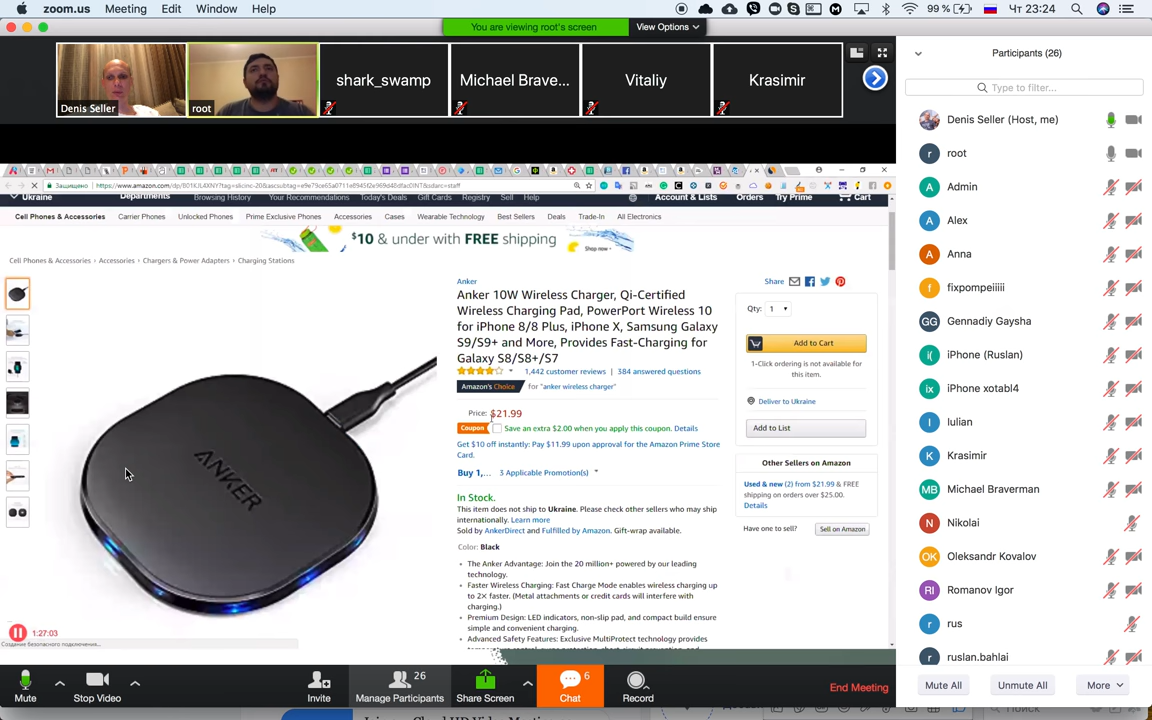 zoom.us Meeting Edit Window Help
99 % Чт 23:24
You are viewing root's screen
View Options
Denis Seller
root
shark_swamp
Michael Brave...
Vitaliy
Krasimir
Participants (26)
Type to filter...
Denis Seller (Host, me)
root
Admin
Alex
Anna
fixpompeiiii
GG Gennadiy Gaysha
i( iPhone (Ruslan)
ix iPhone xotabl4
Iulian
Krasimir
MB Michael Braverman
Nikolai
OK Oleksandr Kovalov
RI Romanov Igor
rus
ruslan.bahlai
Mute All Unmute All More
Защищено https://www.amazon.com/dp/
Ukraine Departments Browsing History Your Recommendations Today's Deals Gift Cards Registry Sell Help Account & Lists Orders Try Prime Cart
Cell Phones & Accessories Carrier Phones Unlocked Phones Prime Exclusive Phones Accessories Cases Wearable Technology Best Sellers Deals Trade-In All Electronics
$10 & under with FREE shipping Shop now
Cell Phones & Accessories › Accessories › Chargers & Power Adapters › Charging Stations
ANKER
Anker
Anker 10W Wireless Charger, Qi-Certified
Wireless Charging Pad, PowerPort Wireless 10
for iPhone 8/8 Plus, iPhone X, Samsung Galaxy
S9/S9+ and More, Provides Fast-Charging for
Galaxy S8/S8+/S7
1,442 customer reviews | 384 answered questions
Amazon's Choice for "anker wireless charger"
Price: $21.99
Coupon Save an extra $2.00 when you apply this coupon. Details
Get $10 off instantly: Pay $11.99 upon approval for the Amazon Prime Store
Card.
Buy 1,... 3 Applicable Promotion(s)
In Stock.
This item does not ship to Ukraine. Please check other sellers who may ship
internationally. Learn more
Sold by AnkerDirect and Fulfilled by Amazon. Gift-wrap available.
Color: Black
• The Anker Advantage: Join the 20 million+ powered by our leading
technology.
• Faster Wireless Charging: Fast Charge Mode enables wireless charging up
to 2X faster. (Metal attachments or credit cards will interfere with
charging.)
• Premium Design: LED indicators, non-slip pad, and compact build ensure
simple and convenient charging.
• Advanced Safety Features: Exclusive MultiProtect technology provides
Share
Qty: 1
Add to Cart
1-Click ordering is not available for
this item.
Deliver to Ukraine
Add to List
Other Sellers on Amazon
Used & new (2) from $21.99 & FREE
shipping on orders over $25.00.
Details
Have one to sell? Sell on Amazon
1:27:03
Создание безопасного подключения...
Mute
Stop Video
Invite
26
Manage Participants
Share Screen
6
Chat
Record
End Meeting